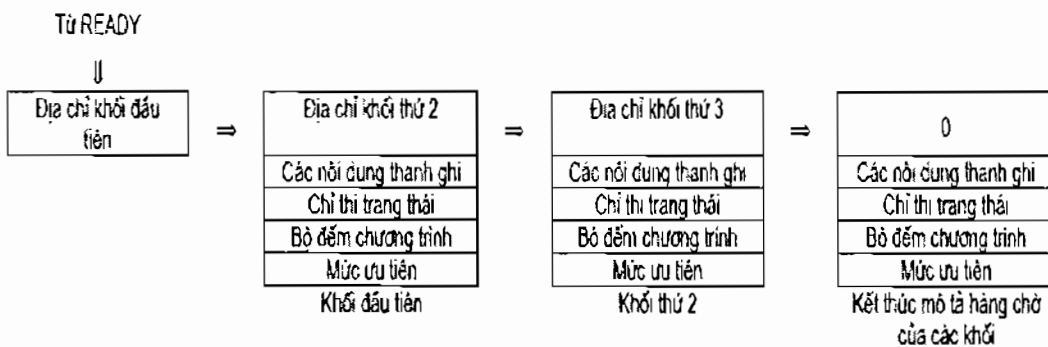 Từ READY
⇓
Địa chỉ khối đầu
tiên
⇒
Địa chỉ khối thứ 2
Các nội dung thanh ghi
Chỉ thị trạng thái
Bộ đếm chương trình
Mức ưu tiên
Khối đầu tiên
⇒
Địa chỉ khối thứ 3
Các nội dung thanh ghi
Chỉ thị trạng thái
Bộ đếm chương trình
Mức ưu tiên
Khối thứ 2
⇒
0
Các nội dung thanh ghi
Chỉ thị trạng thái
Bộ đếm chương trình
Mức ưu tiên
Kết thúc mô tả hàng chờ
của các khối